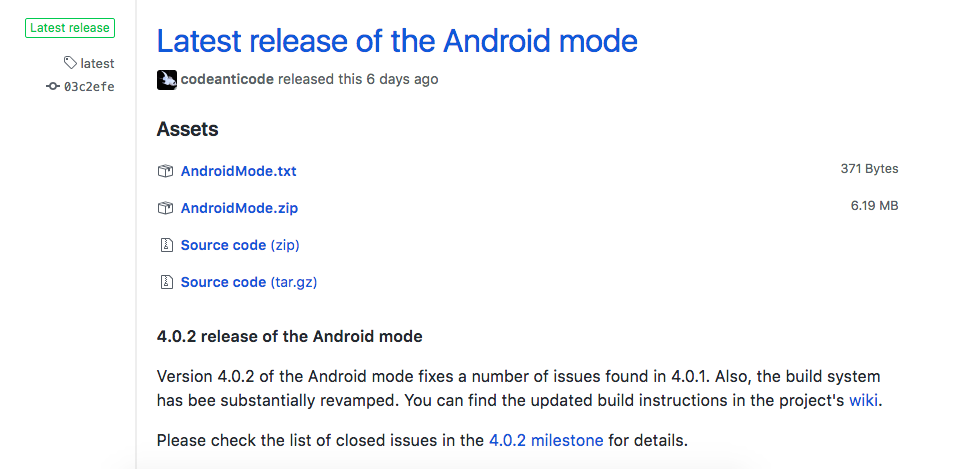 Latest release
latest
03c2efe
Latest release of the Android mode
codeanticode released this 6 days ago
Assets
AndroidMode.txt 371 Bytes
AndroidMode.zip 6.19 MB
Source code (zip)
Source code (tar.gz)
4.0.2 release of the Android mode
Version 4.0.2 of the Android mode fixes a number of issues found in 4.0.1. Also, the build system
has bee substantially revamped. You can find the updated build instructions in the project's wiki.
Please check the list of closed issues in the 4.0.2 milestone for details.